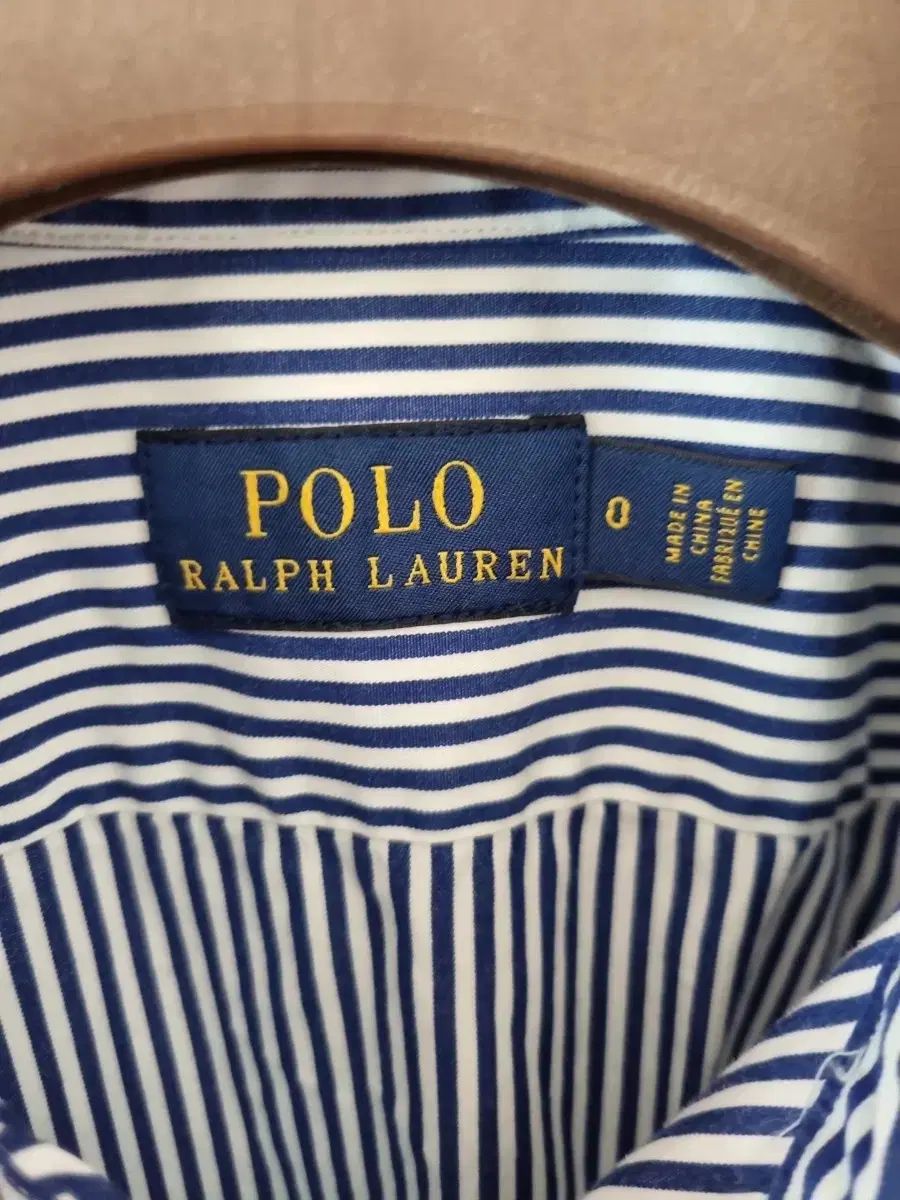 POLO
RALPH LAUREN
0
MADE IN
CHINA
FABRIQUÉ EN
CHINE